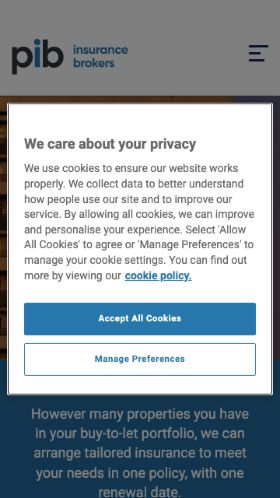 pib insurance
brokers
We care about your privacy
We use cookies to ensure our website works
properly. We collect data to better understand
how people use our site and to improve our
service. By allowing all cookies, we can improve
and personalise your experience. Select 'Allow
All Cookies' to agree or 'Manage Preferences' to
manage your cookie settings. You can find out
more by viewing our cookie policy.
Accept All Cookies
Manage Preferences
However many properties you have
in your buy-to-let portfolio, we can
arrange tailored insurance to meet
your needs in one policy, with one
renewal date.